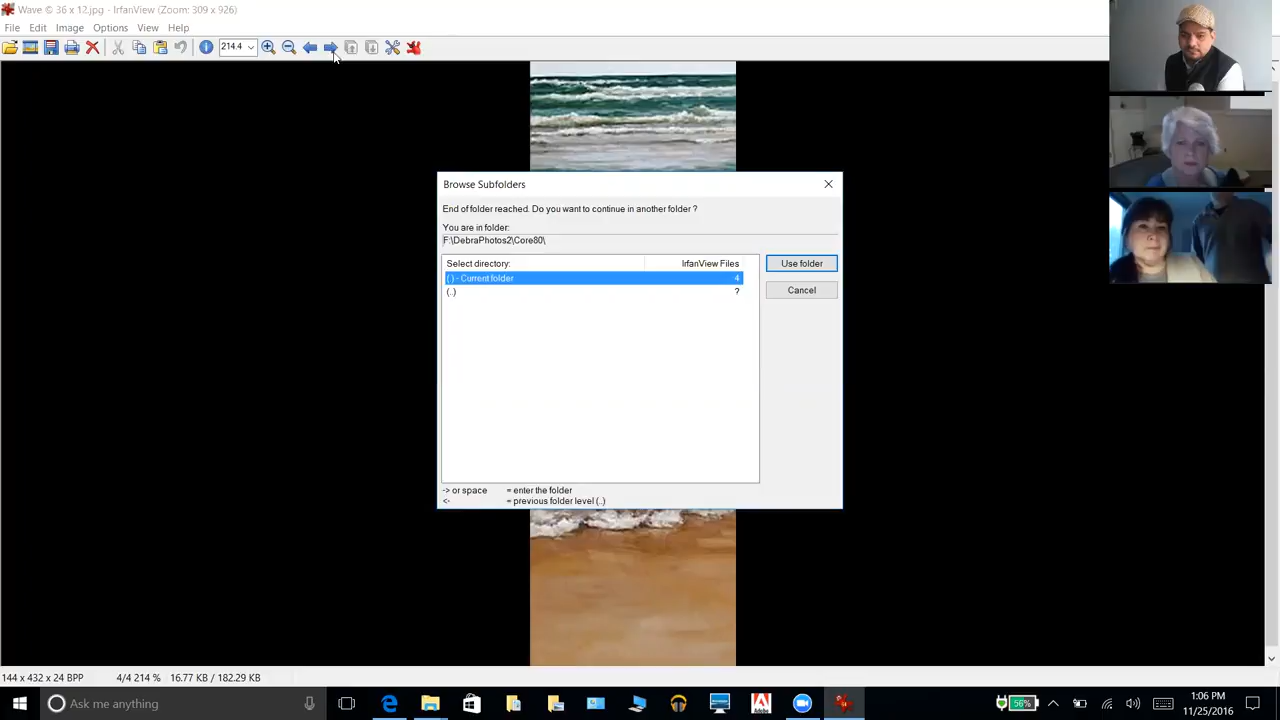 Wave © 36 x 12.jpg - IrfanView (Zoom: 309 x 926)
File Edit Image Options View Help
214.4
Browse Subfolders
End of folder reached. Do you want to continue in another folder ?
You are in folder:
F:\DebraPhotos2\Core80\
Select directory: IrfanView Files
(.) - Current folder 4
(..) ?
Use folder
Cancel
-> or space = enter the folder
<- = previous folder level (..)
144 x 432 x 24 BPP 4/4 214 % 16.77 KB / 182.29 KB
Ask me anything
Adobe
56%
1:06 PM
11/25/2016